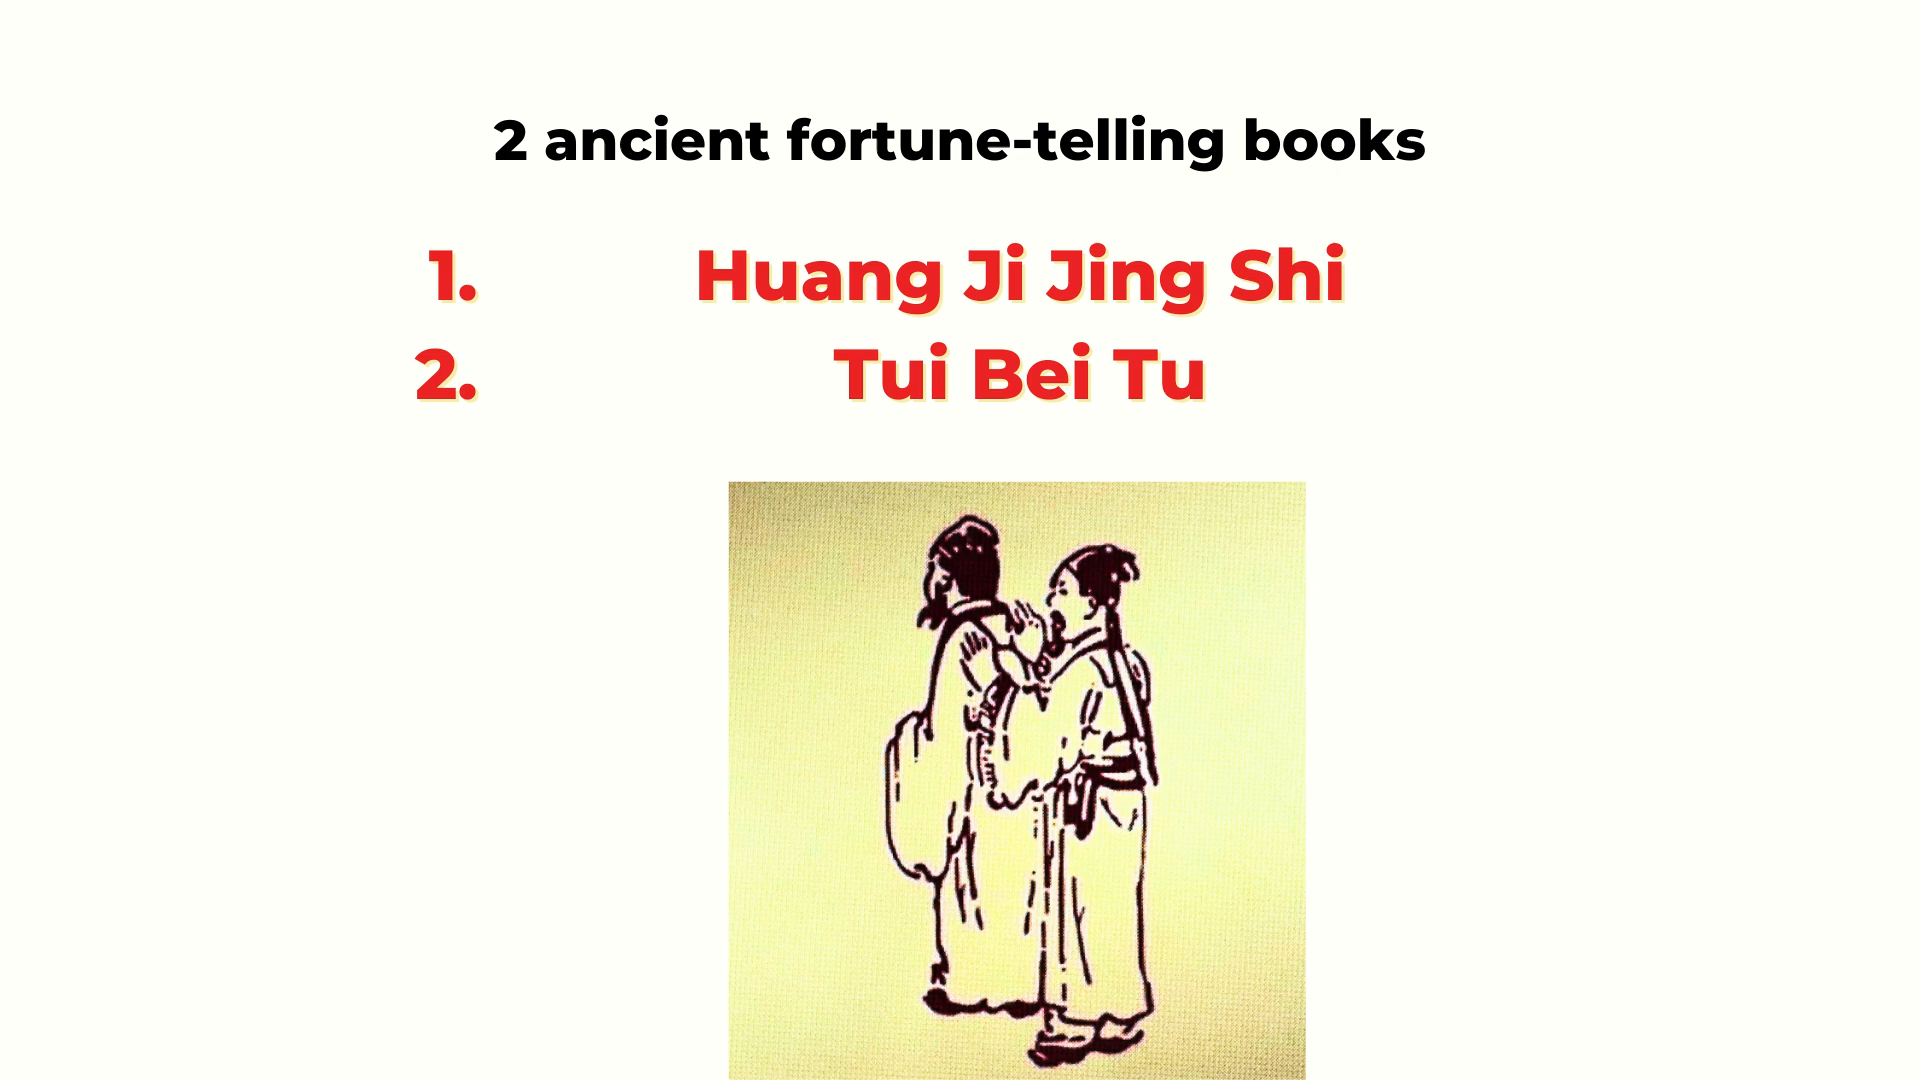 2 ancient fortune-telling books
1. Huang Ji Jing Shi
2. Tui Bei Tu